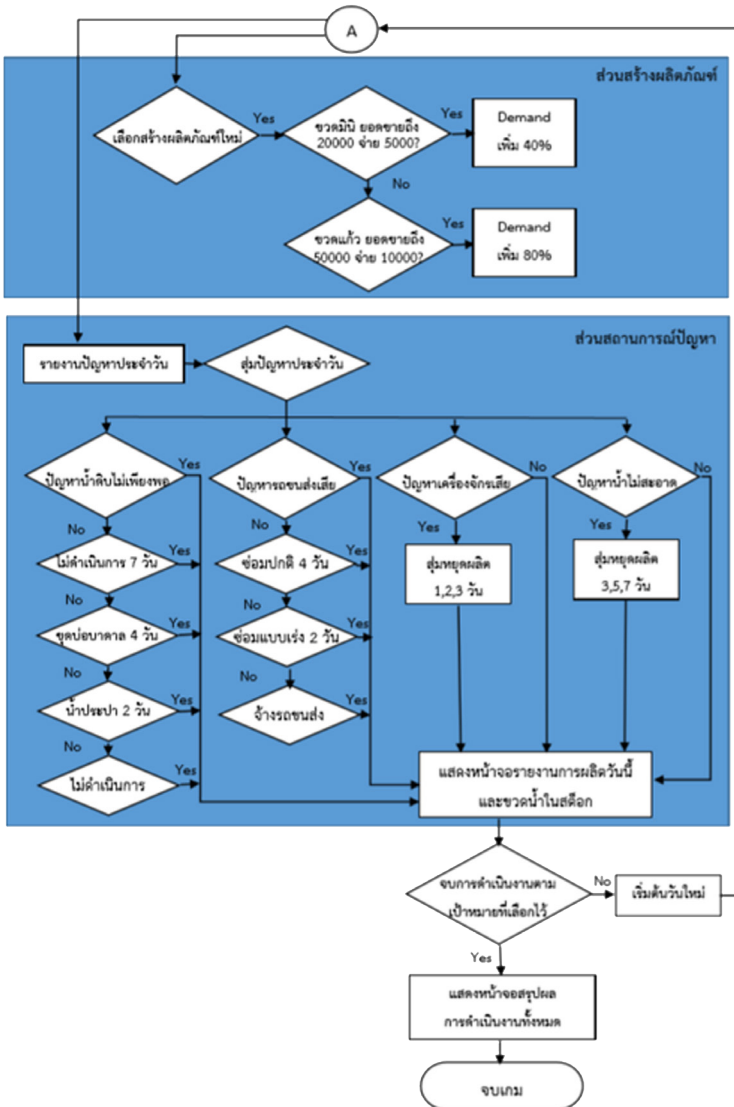 A
ส่วนสร้างผลิตภัณฑ์
เลือกสร้างผลิตภัณฑ์ใหม่
Yes
ขวดมินิ ยอดขายถึง
20000 จ่าย 5000?
Yes
Demand
เพิ่ม 40%
No
ขวดแก้ว ยอดขายถึง
50000 จ่าย 10000?
Yes
Demand
เพิ่ม 80%
ส่วนสถานการณ์ปัญหา
รายงานปัญหาประจำวัน
สุ่มปัญหาประจำวัน
ปัญหาน้ำดิบไม่เพียงพอ
Yes
ปัญหารถขนส่งเสีย
Yes
ปัญหาเครื่องจักรเสีย
No
ปัญหาน้ำไม่สะอาด
No
No
No
Yes
Yes
ไม่ดำเนินการ 7 วัน
Yes
ซ่อมปกติ 4 วัน
Yes
สุ่มหยุดผลิต
1,2,3 วัน
สุ่มหยุดผลิต
3,5,7 วัน
No
No
ขุดบ่อบาดาล 4 วัน
Yes
ซ่อมแบบเร่ง 2 วัน
Yes
No
No
น้ำประปา 2 วัน
Yes
จ้างรถขนส่ง
Yes
No
ไม่ดำเนินการ
Yes
แสดงหน้าจอรายงานการผลิตวันนี้
และขวดน้ำในสต็อก
จบการดำเนินงานตาม
เป้าหมายที่เลือกไว้
No
เริ่มต้นวันใหม่
Yes
แสดงหน้าจอสรุปผล
การดำเนินงานทั้งหมด
จบเกม